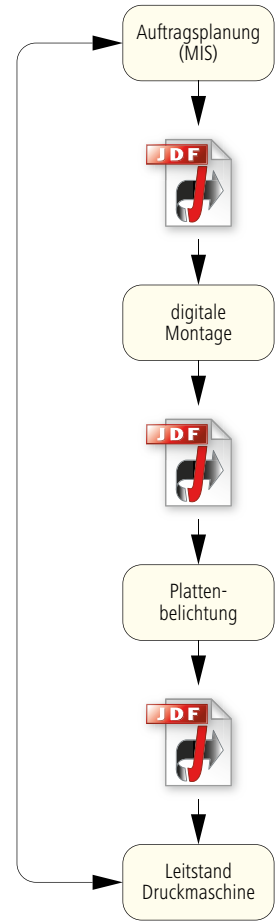 Auftragsplanung
(MIS)
JDF
digitale
Montage
JDF
Platten-
belichtung
JDF
Leitstand
Druckmaschine